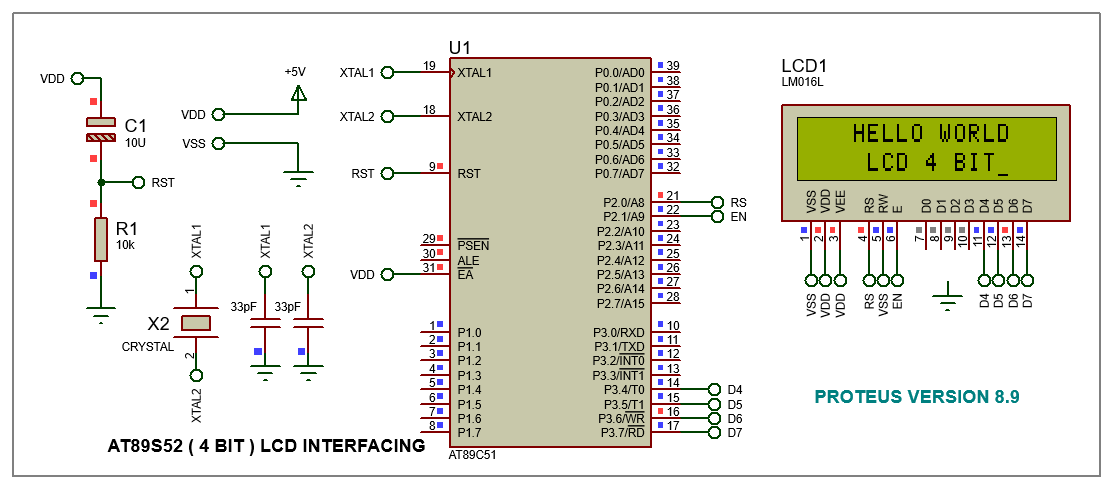 VDD
C1
10U
RST
R1
10k
+5V
VDD
VSS
XTAL1
XTAL1
XTAL2
1
X2
CRYSTAL
2
XTAL2
33pF
33pF
AT89S52 ( 4 BIT ) LCD INTERFACING
U1
XTAL1
19
XTAL1
XTAL2
18
XTAL2
RST
9
RST
29
PSEN
30
ALE
VDD
31
EA
1
P1.0
2
P1.1
3
P1.2
4
P1.3
5
P1.4
6
P1.5
7
P1.6
8
P1.7
P0.0/AD0
39
P0.1/AD1
38
P0.2/AD2
37
P0.3/AD3
36
P0.4/AD4
35
P0.5/AD5
34
P0.6/AD6
33
P0.7/AD7
32
P2.0/A8
21
RS
P2.1/A9
22
EN
P2.2/A10
23
P2.3/A11
24
P2.4/A12
25
P2.5/A13
26
P2.6/A14
27
P2.7/A15
28
P3.0/RXD
10
P3.1/TXD
11
P3.2/INT0
12
P3.3/INT1
13
P3.4/T0
14
D4
P3.5/T1
15
D5
P3.6/WR
16
D6
P3.7/RD
17
D7
AT89C51
LCD1
LM016L
HELLO WORLD
LCD 4 BIT_
VSS
VDD
VEE
RS
RW
E
D0
D1
D2
D3
D4
D5
D6
D7
1
2
3
4
5
6
7
8
9
10
11
12
13
14
VSS
VDD
VDD
RS
VSS
EN
D4
D5
D6
D7
PROTEUS VERSION 8.9